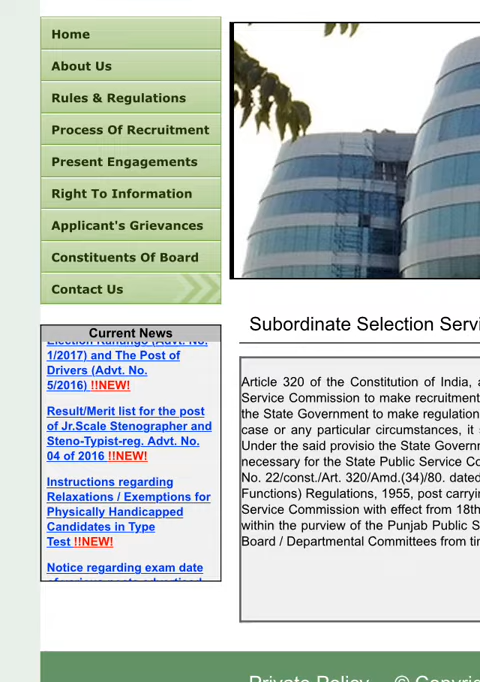 Home
About Us
Rules & Regulations
Process Of Recruitment
Present Engagements
Right To Information
Applicant's Grievances
Constituents Of Board
Contact Us
Current News
1/2017) and The Post of
Drivers (Advt. No.
5/2016) !!NEW!
Result/Merit list for the post
of Jr.Scale Stenographer and
Steno-Typist-reg. Advt. No.
04 of 2016 !!NEW!
Instructions regarding
Relaxations / Exemptions for
Physically Handicapped
Candidates in Type
Test !!NEW!
Notice regarding exam date
Subordinate Selection Servi
Article 320 of the Constitution of India, a
Service Commission to make recruitment
the State Government to make regulation
case or any particular circumstances, it s
Under the said provisio the State Governm
necessary for the State Public Service Co
No. 22/const./Art. 320/Amd.(34)/80. dated
Functions) Regulations, 1955, post carryin
Service Commission with effect from 18th
within the purview of the Punjab Public S
Board / Departmental Committees from tim